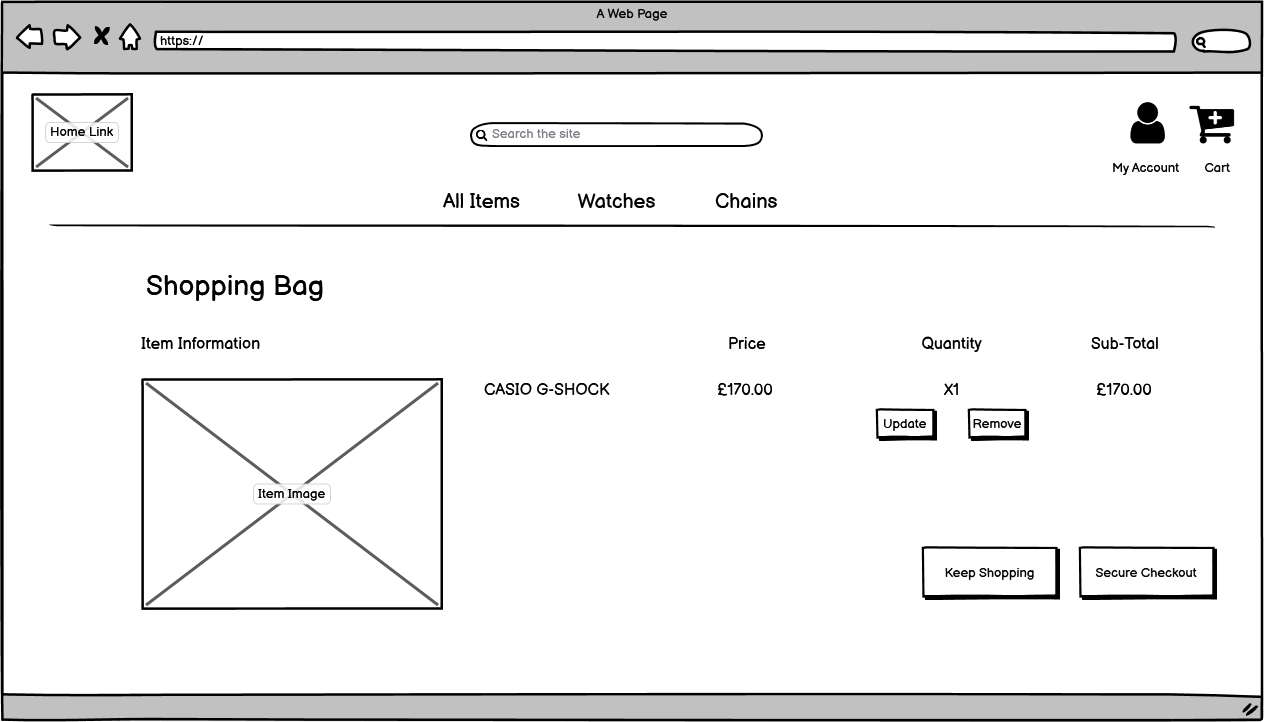 A Web Page
https://
Home Link
Search the site
My Account
Cart
All Items
Watches
Chains
Shopping Bag
Item Information
Price
Quantity
Sub-Total
CASIO G-SHOCK
£170.00
X1
£170.00
Update
Remove
Item Image
Keep Shopping
Secure Checkout